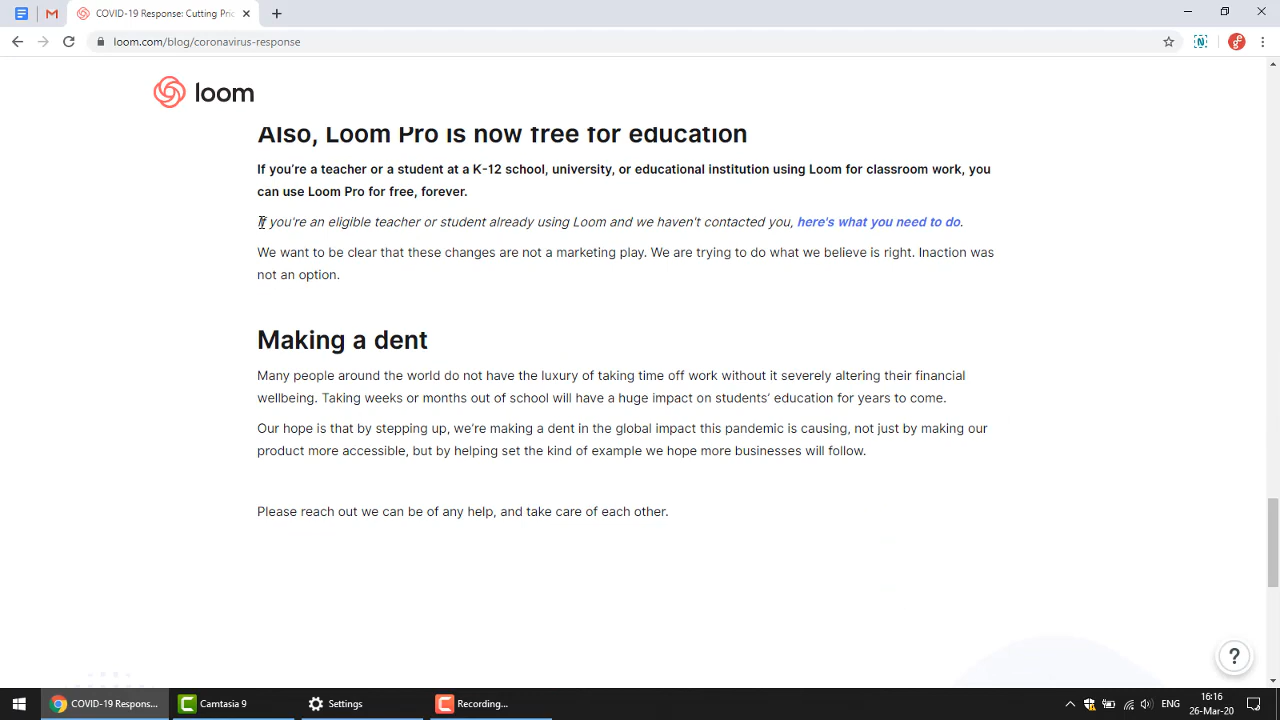 COVID-19 Response: Cutting Pric
loom.com/blog/coronavirus-response
loom
Also, Loom Pro is now free for education
If you’re a teacher or a student at a K-12 school, university, or educational institution using Loom for classroom work, you
can use Loom Pro for free, forever.
If you're an eligible teacher or student already using Loom and we haven't contacted you, here's what you need to do.
We want to be clear that these changes are not a marketing play. We are trying to do what we believe is right. Inaction was
not an option.
Making a dent
Many people around the world do not have the luxury of taking time off work without it severely altering their financial
wellbeing. Taking weeks or months out of school will have a huge impact on students’ education for years to come.
Our hope is that by stepping up, we’re making a dent in the global impact this pandemic is causing, not just by making our
product more accessible, but by helping set the kind of example we hope more businesses will follow.
Please reach out we can be of any help, and take care of each other.
?
COVID-19 Respons... Camtasia 9 Settings Recording... ENG 16:16
26-Mar-20